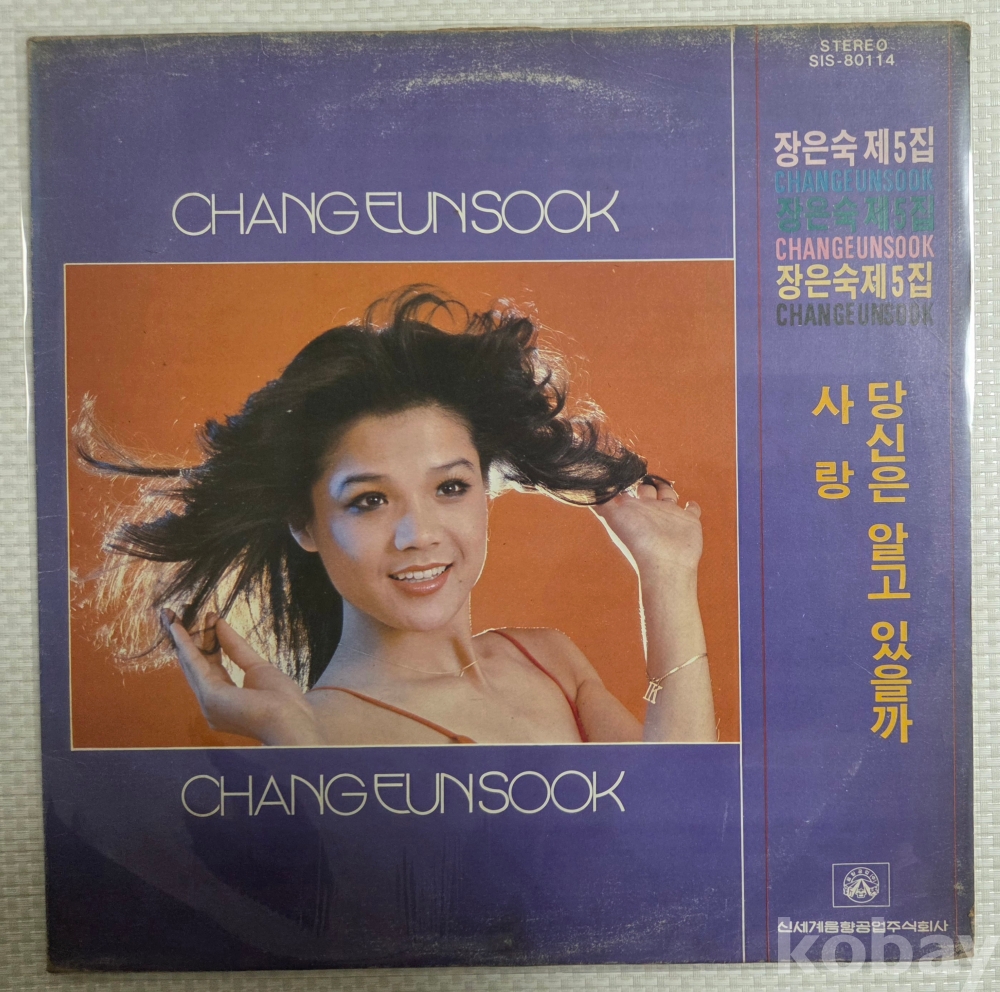 STEREO
SIS-80114
장은숙 제5집
CHANGEUNSOOK
장은숙 제5집
CHANGEUNSOOK
장은숙제5집
CHANGEUNSOOK
CHANG EUN SOOK
당신은 알고 있을까
사랑
CHANG EUN SOOK
신세계음향공업주식회사
kobay